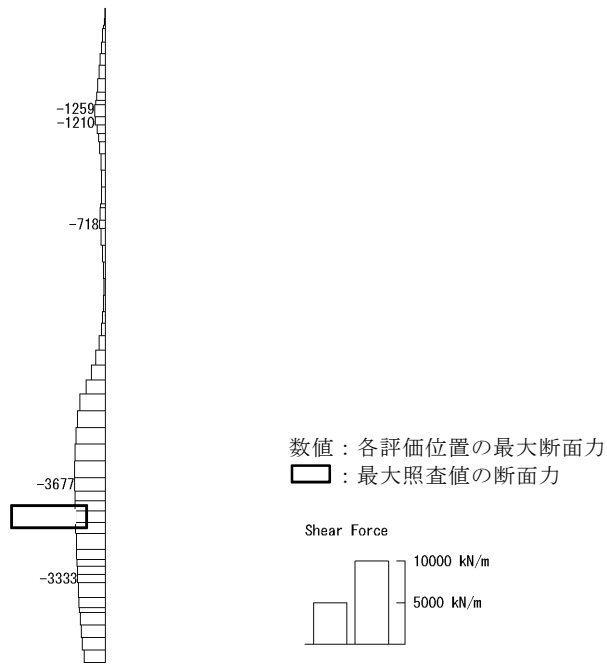 -1259
-1210
-718
-3677
-3333
数値：各評価位置の最大断面力
：最大照査値の断面力
Shear Force
10000 kN/m
5000 kN/m